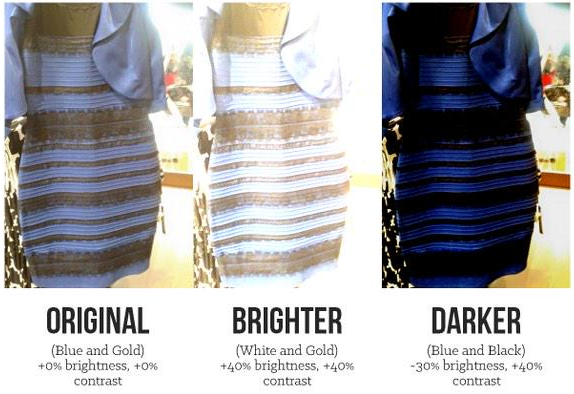 ORIGINAL
(Blue and Gold)
+0% brightness, +0%
contrast
BRIGHTER
(White and Gold)
+40% brightness, +40%
contrast
DARKER
(Blue and Black)
-30% brightness, +40%
contrast